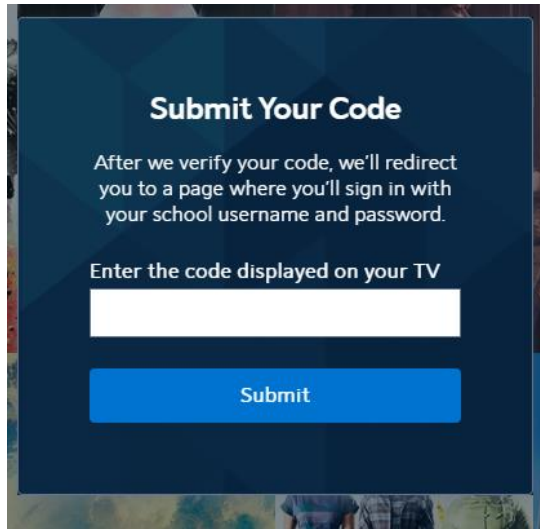 Submit Your Code
After we verify your code, we'll redirect
you to a page where you'll sign in with
your school username and password.
Enter the code displayed on your TV
Submit